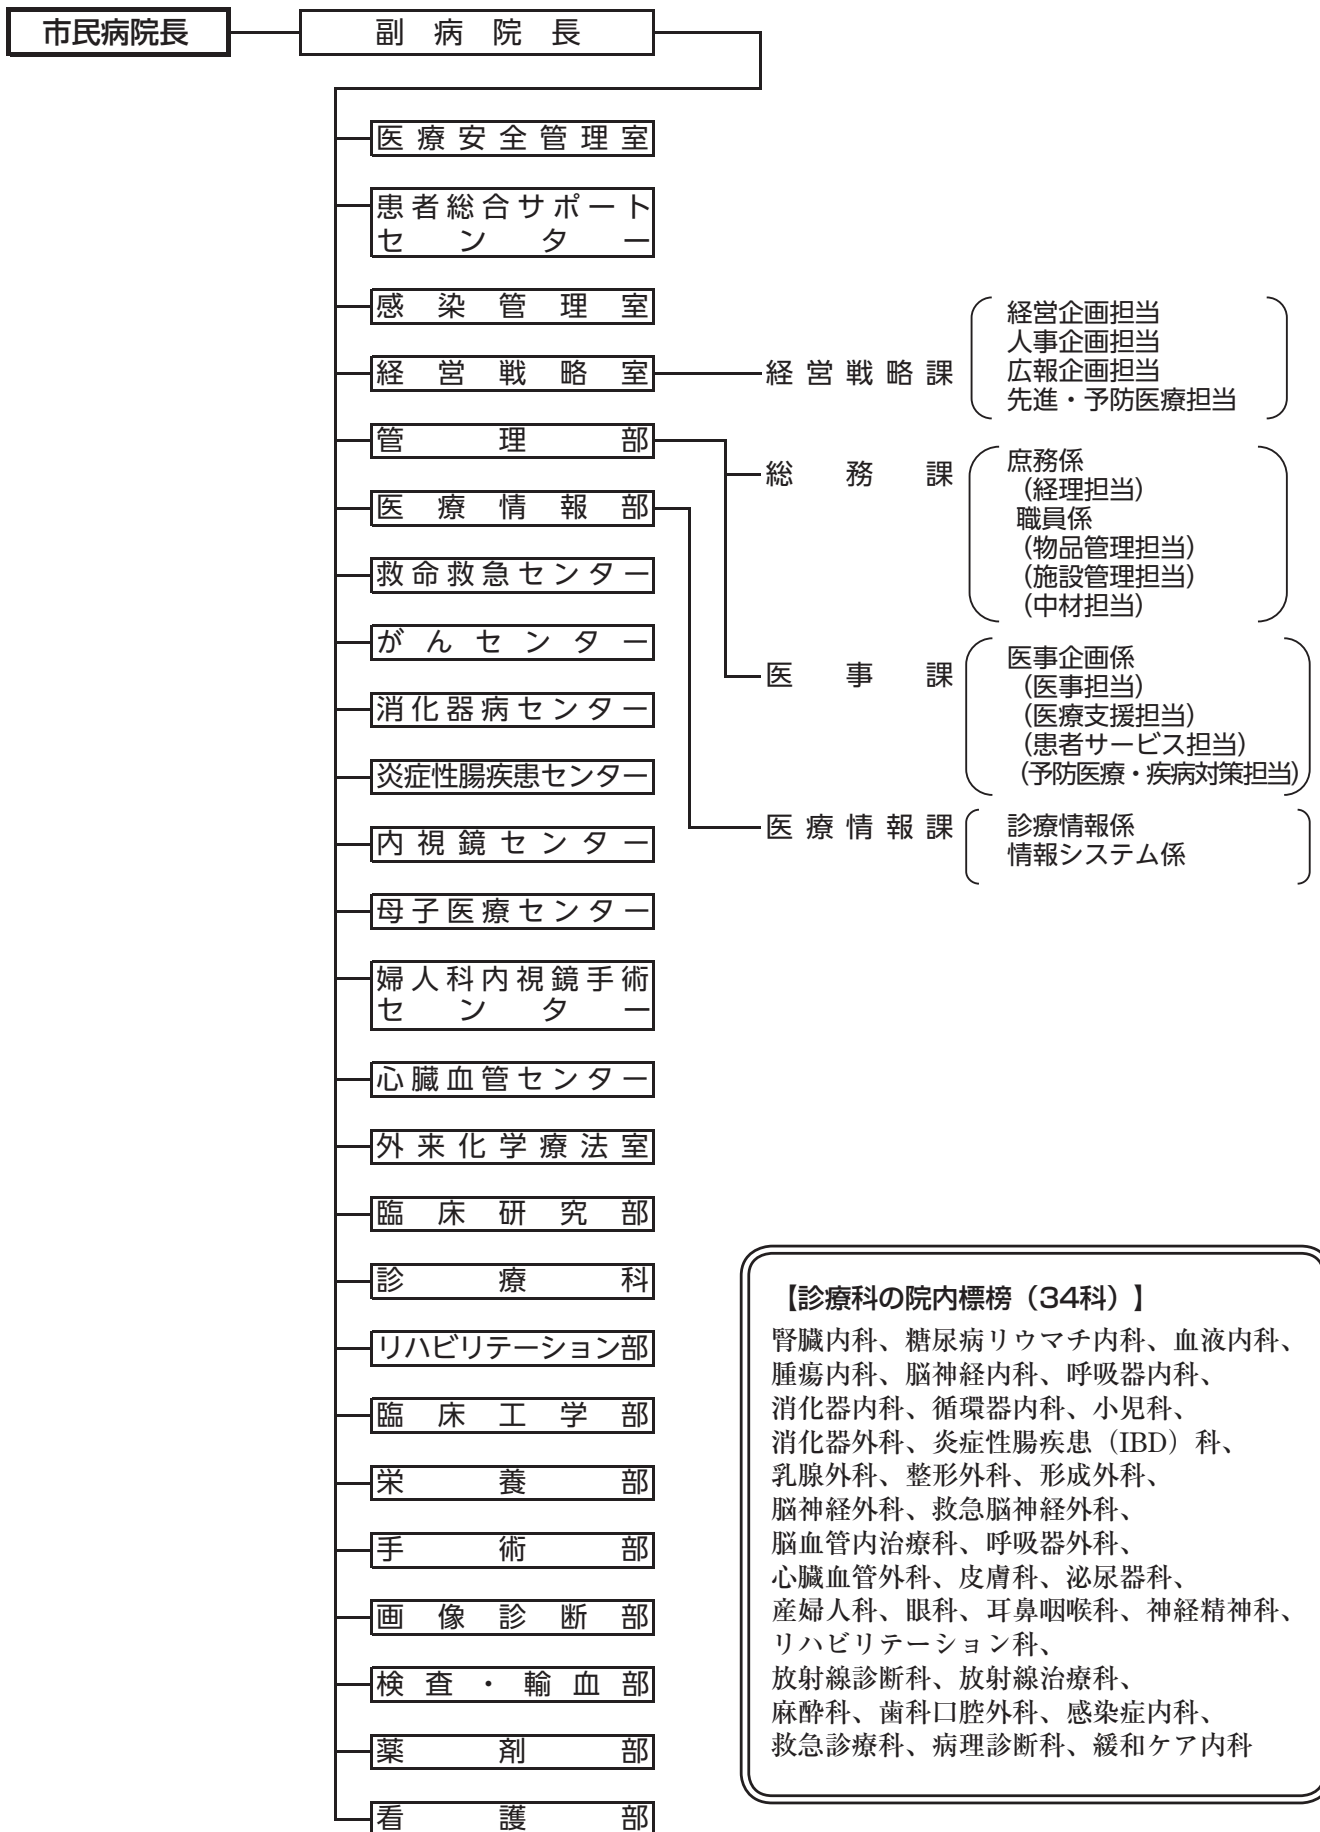 市民病院長
副病院長
医療安全管理室
患者総合サポート
センター
感染管理室
経営戦略室
管理部
医療情報部
救命救急センター
がんセンター
消化器病センター
炎症性腸疾患センター
内視鏡センター
母子医療センター
婦人科内視鏡手術
センター
心臓血管センター
外来化学療法室
臨床研究部
診療科
リハビリテーション部
臨床工学部
栄養部
手術部
画像診断部
検査・輸血部
薬剤部
看護部
経営戦略課
経営企画担当
人事企画担当
広報企画担当
先進・予防医療担当
総務課
庶務係
(経理担当)
職員係
(物品管理担当)
(施設管理担当)
(中材担当)
医事課
医事企画係
(医事担当)
(医療支援担当)
(患者サービス担当)
(予防医療・疾病対策担当)
医療情報課
診療情報係
情報システム係
【診療科の院内標榜(34科)】
腎臓内科、糖尿病リウマチ内科、血液内科、
腫瘍内科、脳神経内科、呼吸器内科、
消化器内科、循環器内科、小児科、
消化器外科、炎症性腸疾患(IBD)科、
乳腺外科、整形外科、形成外科、
脳神経外科、救急脳神経外科、
脳血管内治療科、呼吸器外科、
心臓血管外科、皮膚科、泌尿器科、
産婦人科、眼科、耳鼻咽喉科、神経精神科、
リハビリテーション科、
放射線診断科、放射線治療科、
麻酔科、歯科口腔外科、感染症内科、
救急診療科、病理診断科、緩和ケア内科